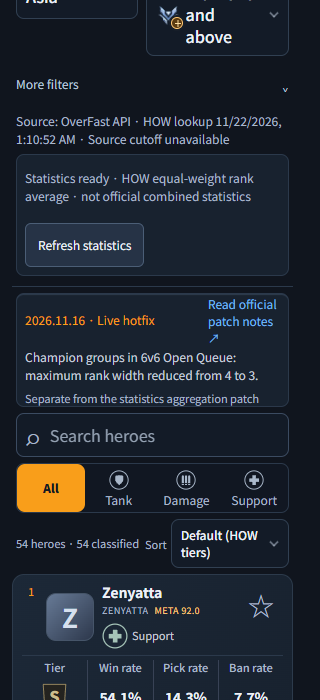 Asia
and
above
More filters
Source: OverFast API · HOW lookup 11/22/2026,
1:10:52 AM · Source cutoff unavailable
Statistics ready · HOW equal-weight rank
average · not official combined statistics
Refresh statistics
2026.11.16 · Live hotfix
Read official
patch notes
↗
Champion groups in 6v6 Open Queue:
maximum rank width reduced from 4 to 3.
Separate from the statistics aggregation patch
Search heroes
All
Tank
Damage
Support
54 heroes · 54 classified
Sort
Default (HOW
tiers)
1
Z
Zenyatta
ZENYATTA META 92.0
Support
Tier
Win rate
Pick rate
Ban rate
S
54.1%
14.3%
7.7%